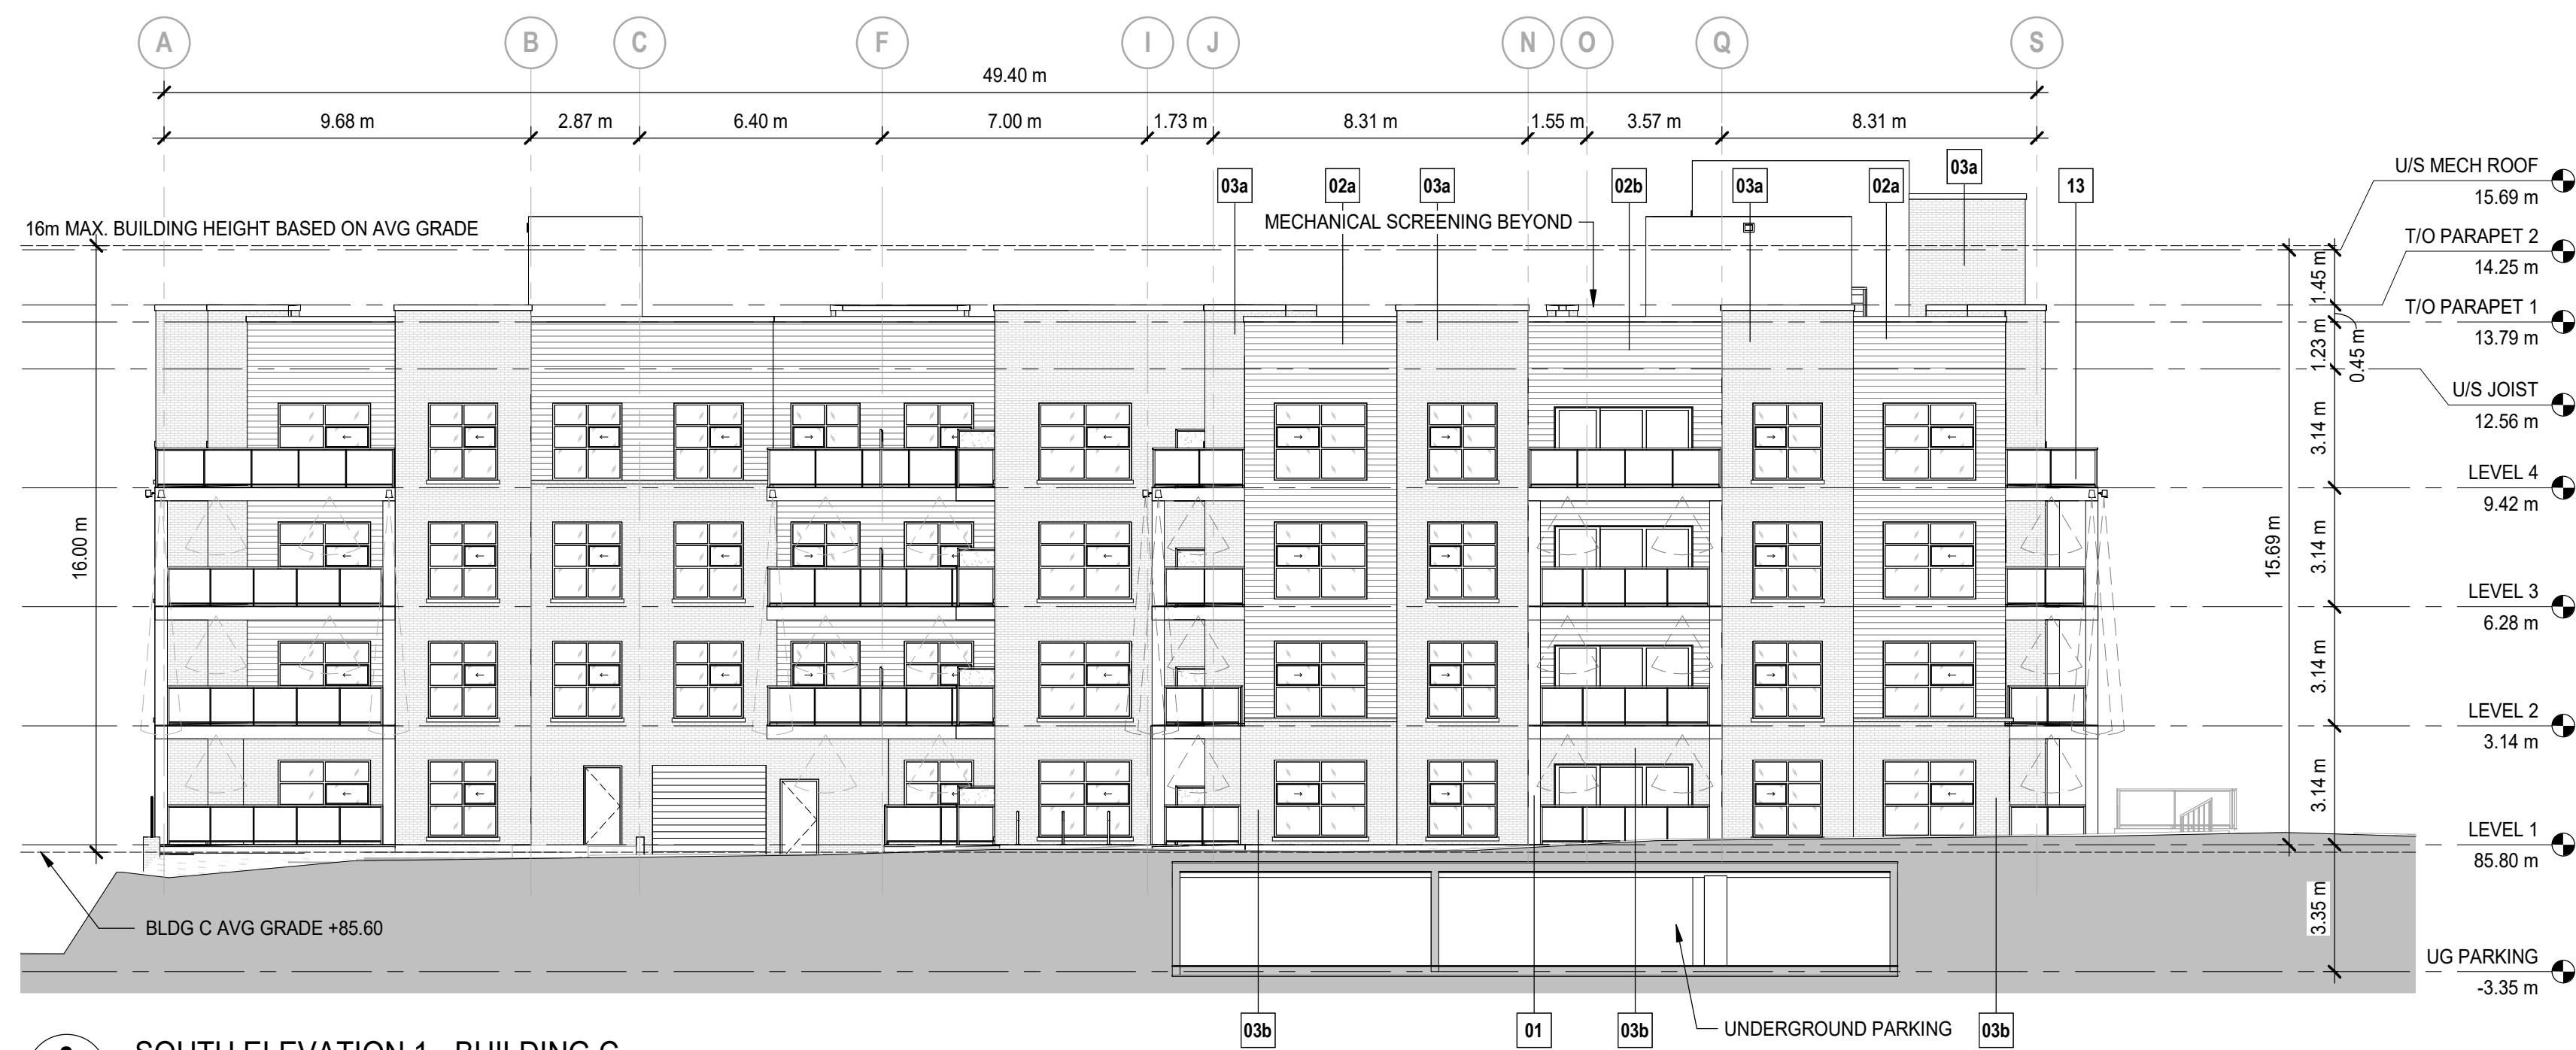 A B C F I J N O Q S
49.40 m
9.68 m 2.87 m 6.40 m 7.00 m 1.73 m 8.31 m 1.55 m 3.57 m 8.31 m
03a 02a 03a 02b 03a 02a 03a 13
16m MAX. BUILDING HEIGHT BASED ON AVG GRADE
MECHANICAL SCREENING BEYOND
U/S MECH ROOF
15.69 m
T/O PARAPET 2
14.25 m
T/O PARAPET 1
13.79 m
U/S JOIST
12.56 m
LEVEL 4
9.42 m
LEVEL 3
6.28 m
LEVEL 2
3.14 m
LEVEL 1
85.80 m
UG PARKING
-3.35 m
1.45 m
1.23 m
0.45 m
3.14 m
3.14 m
3.14 m
3.14 m
3.35 m
15.69 m
16.00 m
BLDG C AVG GRADE +85.60
03b 01 03b 03b
UNDERGROUND PARKING
SOUTH ELEVATION 1 - BUILDING C